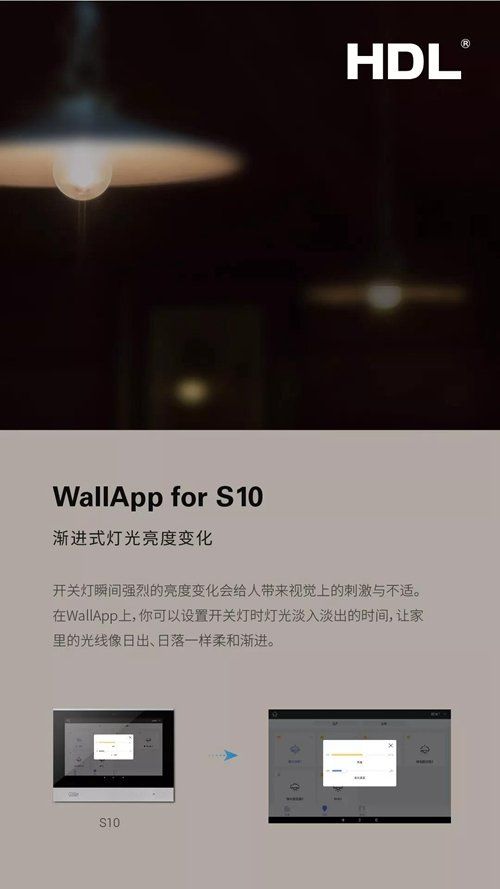 HDL®
WallApp for S10
渐进式灯光亮度变化
开关灯瞬间强烈的亮度变化会给人带来视觉上的刺激与不适。
在WallApp上，你可以设置开关灯时灯光淡入淡出的时间，让家
里的光线像日出、日落一样柔和渐进。
S10